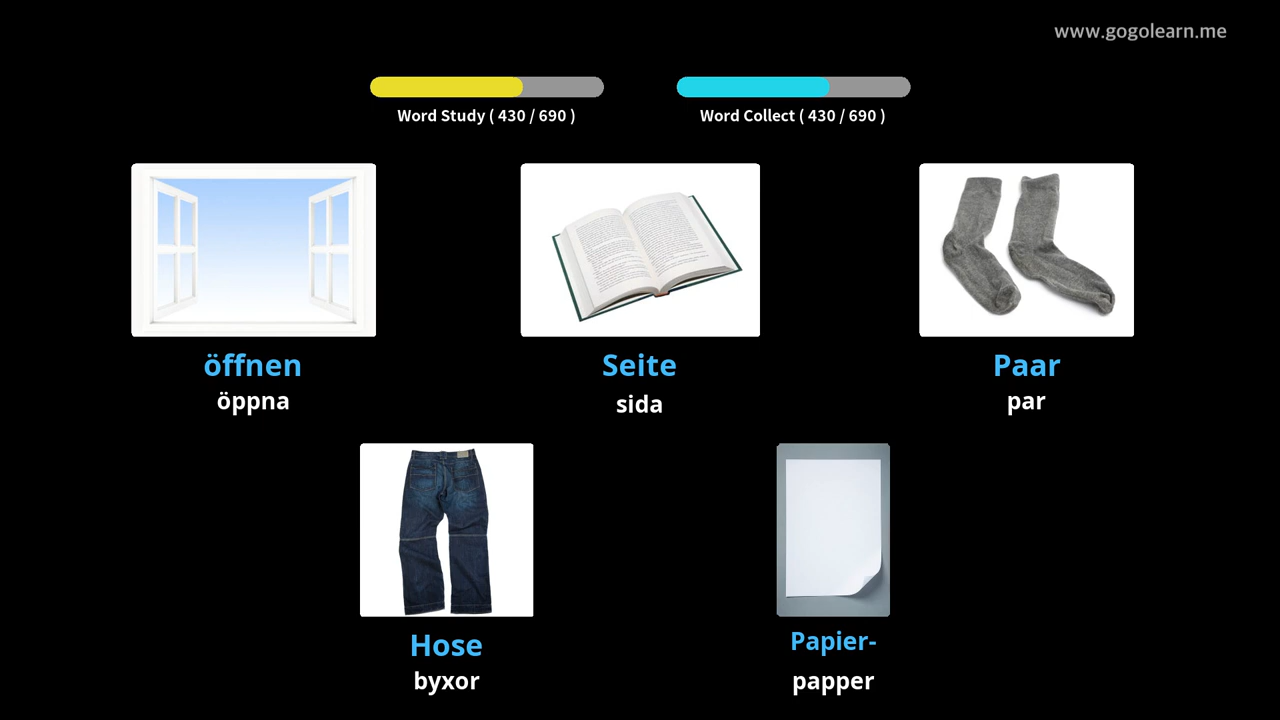 www.gogolearn.me
Word Study ( 430 / 690 )
Word Collect ( 430 / 690 )
öffnen
öppna
Seite
sida
Paar
par
Hose
byxor
Papier-
papper